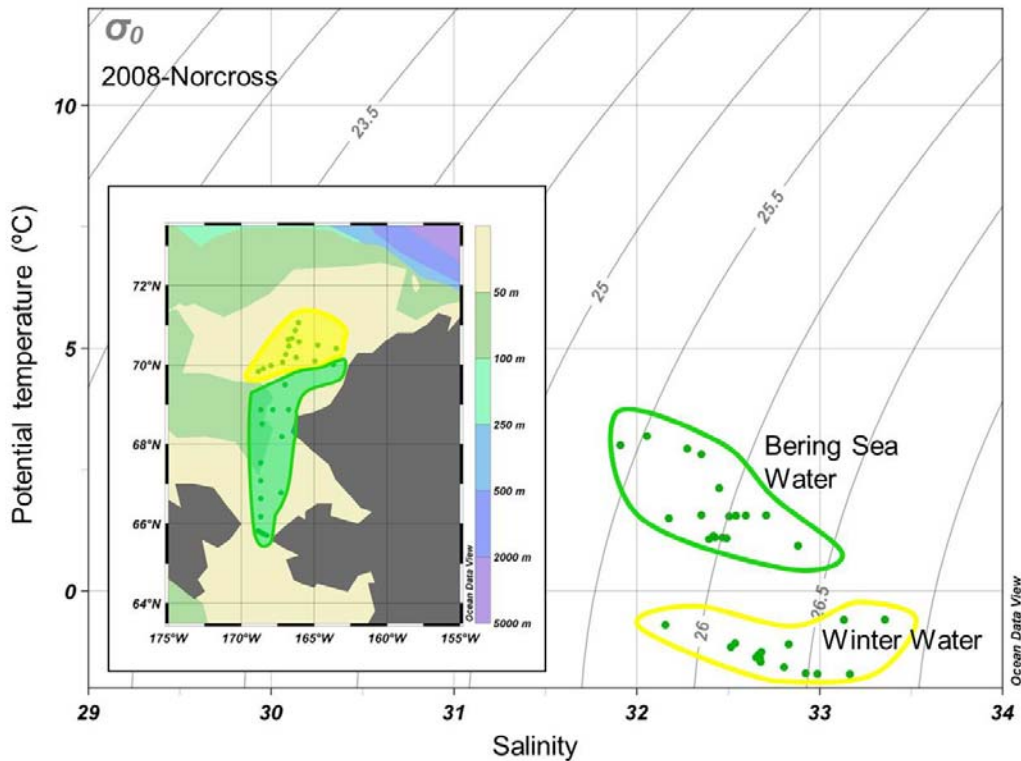 σ0
2008-Norcross
23.5
25.5
25
26.5
26
10
5
0
Potential temperature (ºC)
29
30
31
32
33
34
Salinity
Bering Sea
Water
Winter Water
72°N
70°N
68°N
66°N
64°N
175°W
170°W
165°W
160°W
155°W
50 m
100 m
250 m
500 m
2000 m
5000 m
Ocean Data View
Ocean Data View